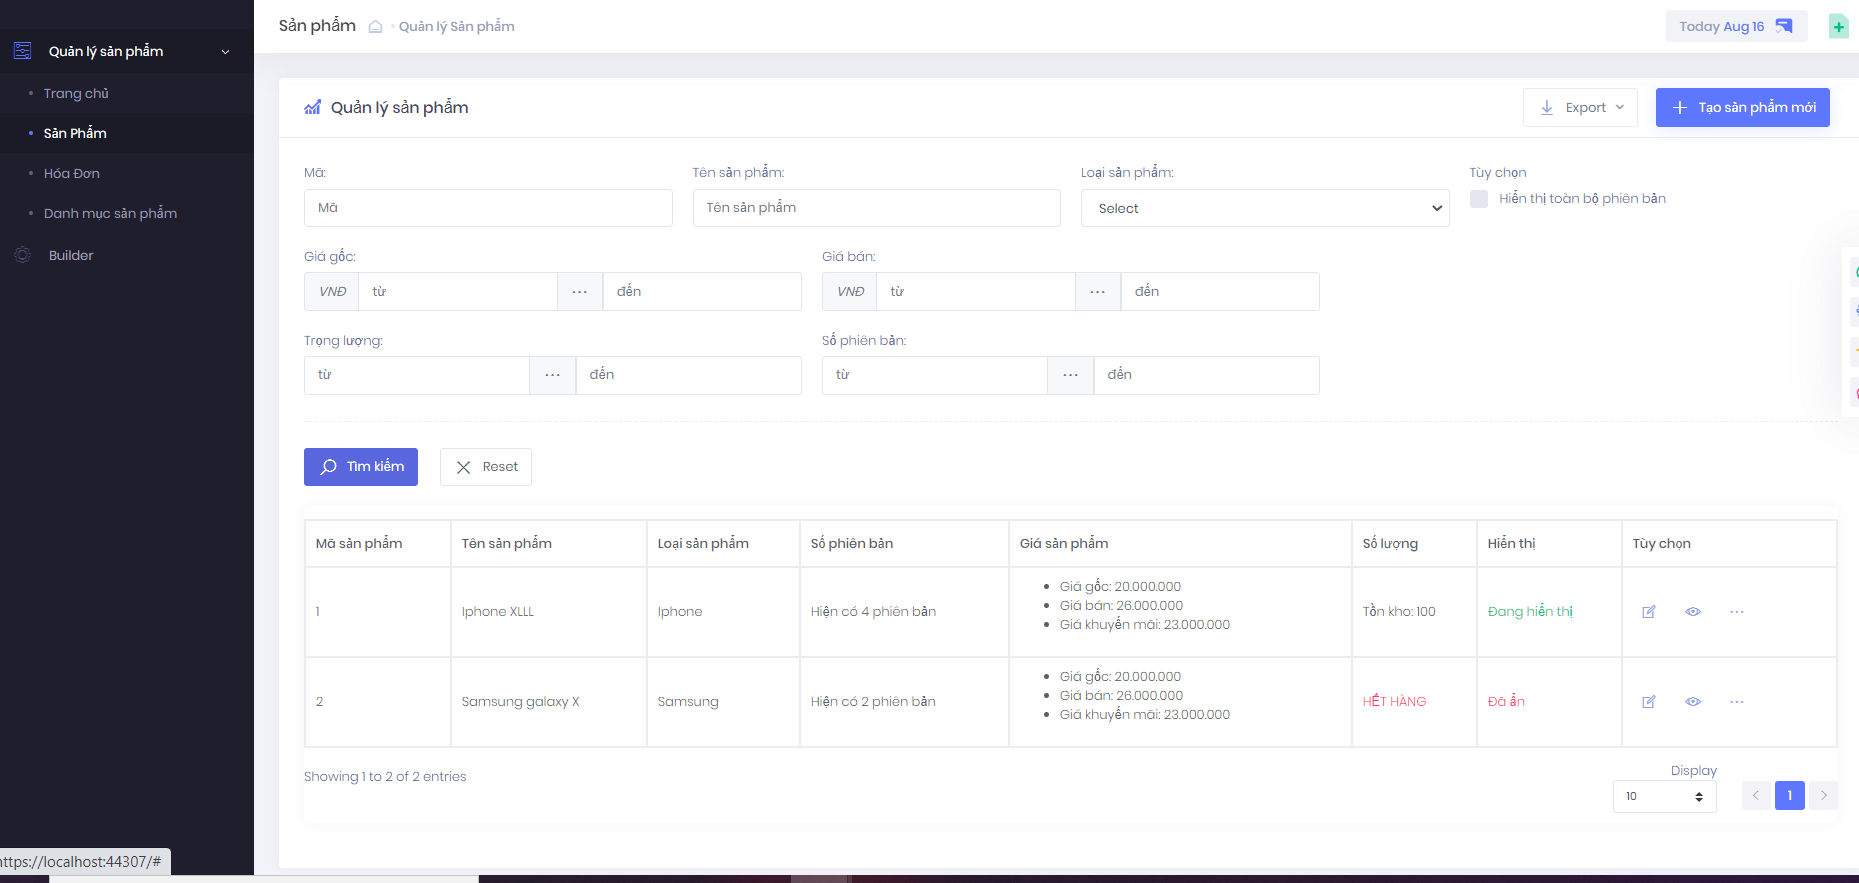 Sản phẩm • Quản lý Sản phẩm
Today Aug 16
Quản lý sản phẩm
Trang chủ
Sản Phẩm
Hóa Đơn
Danh mục sản phẩm
Builder
Quản lý sản phẩm
Export
Tạo sản phẩm mới
Mã: Tên sản phẩm: Loại sản phẩm: Tùy chọn
Mã Tên sản phẩm Select Hiển thị toàn bộ phiên bản
Giá gốc: Giá bán:
VNĐ từ ... đến VNĐ từ ... đến
Trọng lượng: Số phiên bản:
từ ... đến từ ... đến
Tìm kiếm Reset
Mã sản phẩm Tên sản phẩm Loại sản phẩm Số phiên bản Giá sản phẩm Số lượng Hiển thị Tùy chọn
• Giá gốc: 20.000.000
• Giá bán: 26.000.000
1 Iphone XLLL Iphone Hiện có 4 phiên bản Tồn kho: 100 Đang hiển thị ...
• Giá khuyến mãi: 23.000.000
• Giá gốc: 20.000.000
• Giá bán: 26.000.000
2 Samsung galaxy X Samsung Hiện có 2 phiên bản HẾT HÀNG Đã ẩn ...
• Giá khuyến mãi: 23.000.000
Showing 1 to 2 of 2 entries
Display
10
1
https://localhost:44307/#